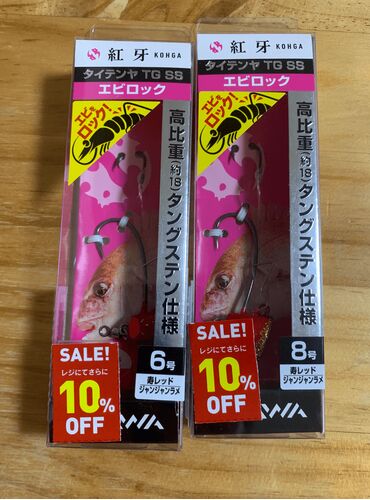 紅牙 KOHGA
タイテンヤ TG SS
エビロック
エビを
ロック!
高比重(約18)タングステン仕様
SALE!
レジにてさらに
10%
OFF
6号
寿レッド
ジャンジャンラメ
紅牙 KOHGA
タイテンヤ TG SS
エビロック
エビを
ロック!
高比重(約18)タングステン仕様
SALE!
レジにてさらに
10%
OFF
8号
寿レッド
ジャンジャンラメ